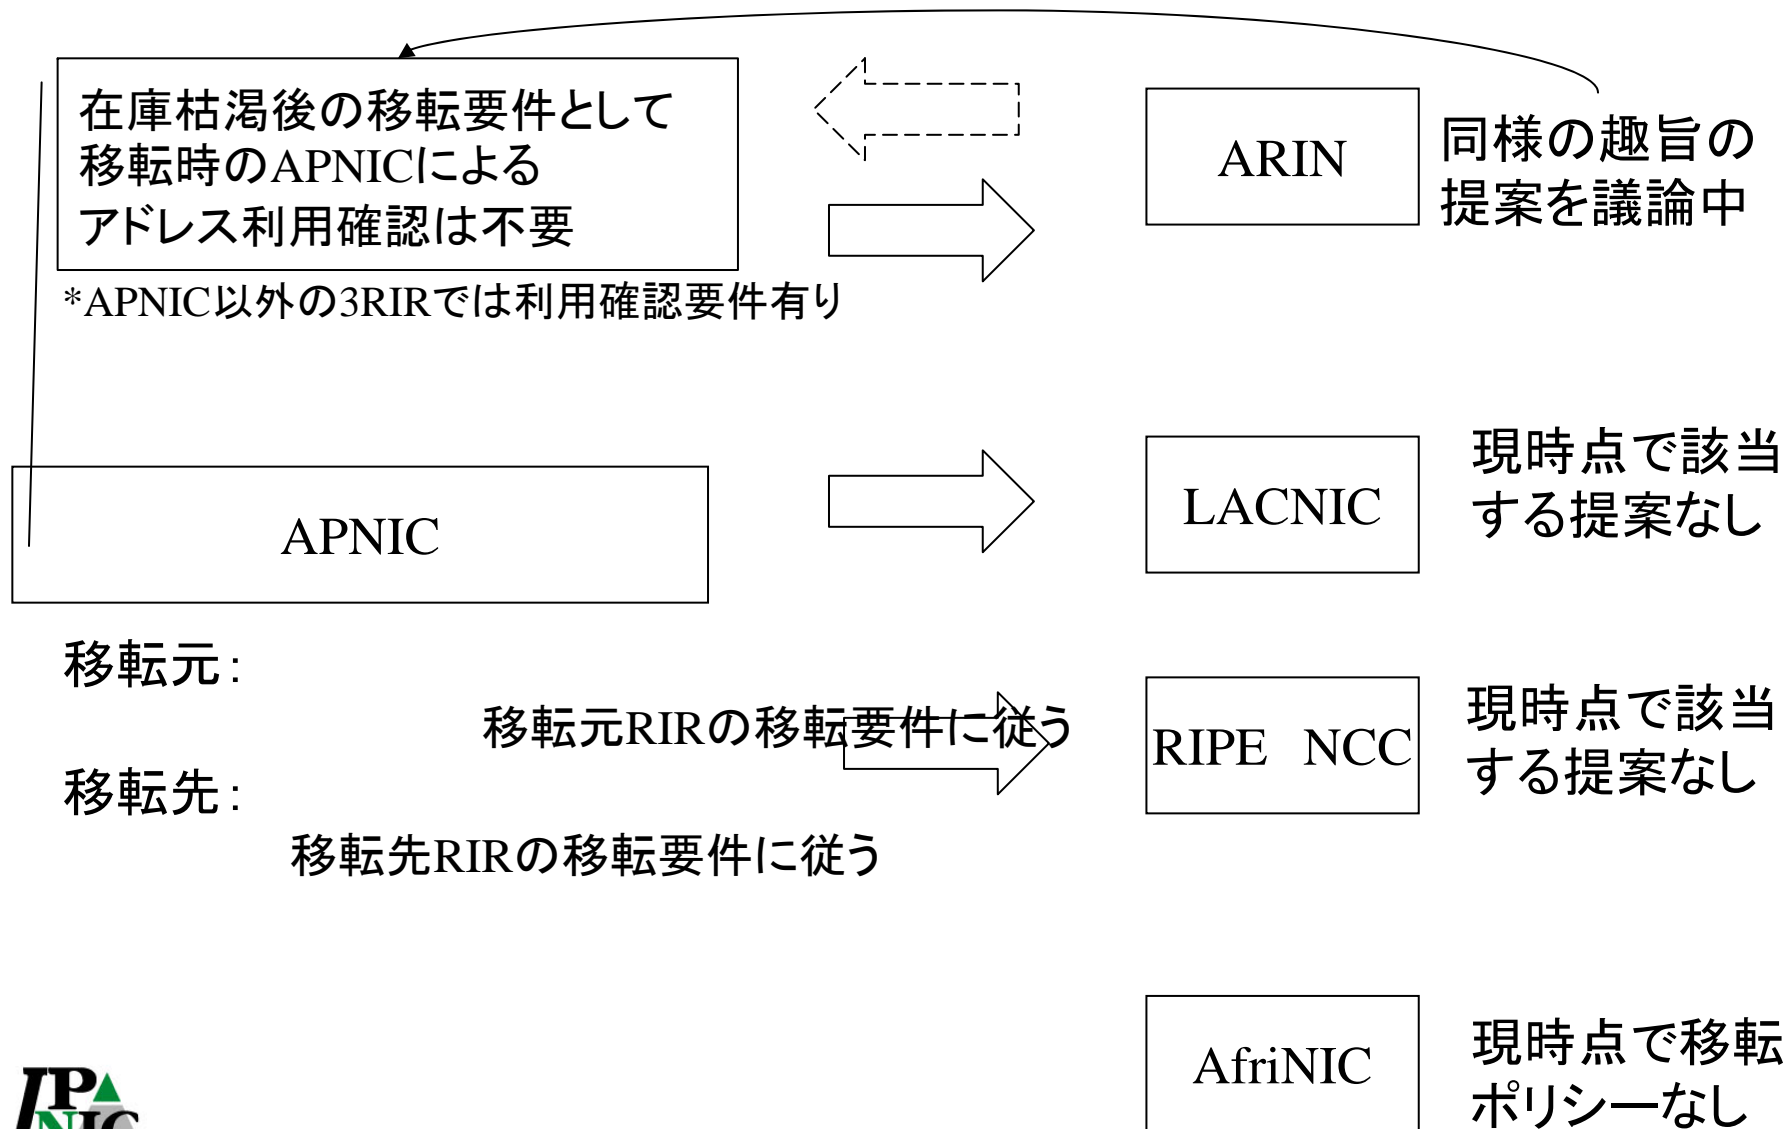 在庫枯渇後の移転要件として
移転時のAPNICによる
アドレス利用確認は不要
*APNIC以外の3RIRでは利用確認要件有り
ARIN
同様の趣旨の
提案を議論中
APNIC
LACNIC
現時点で該当
する提案なし
移転元：
移転元RIRの移転要件に従う
移転先：
移転先RIRの移転要件に従う
RIPE NCC
現時点で該当
する提案なし
AfriNIC
現時点で移転
ポリシーなし
JPNIC